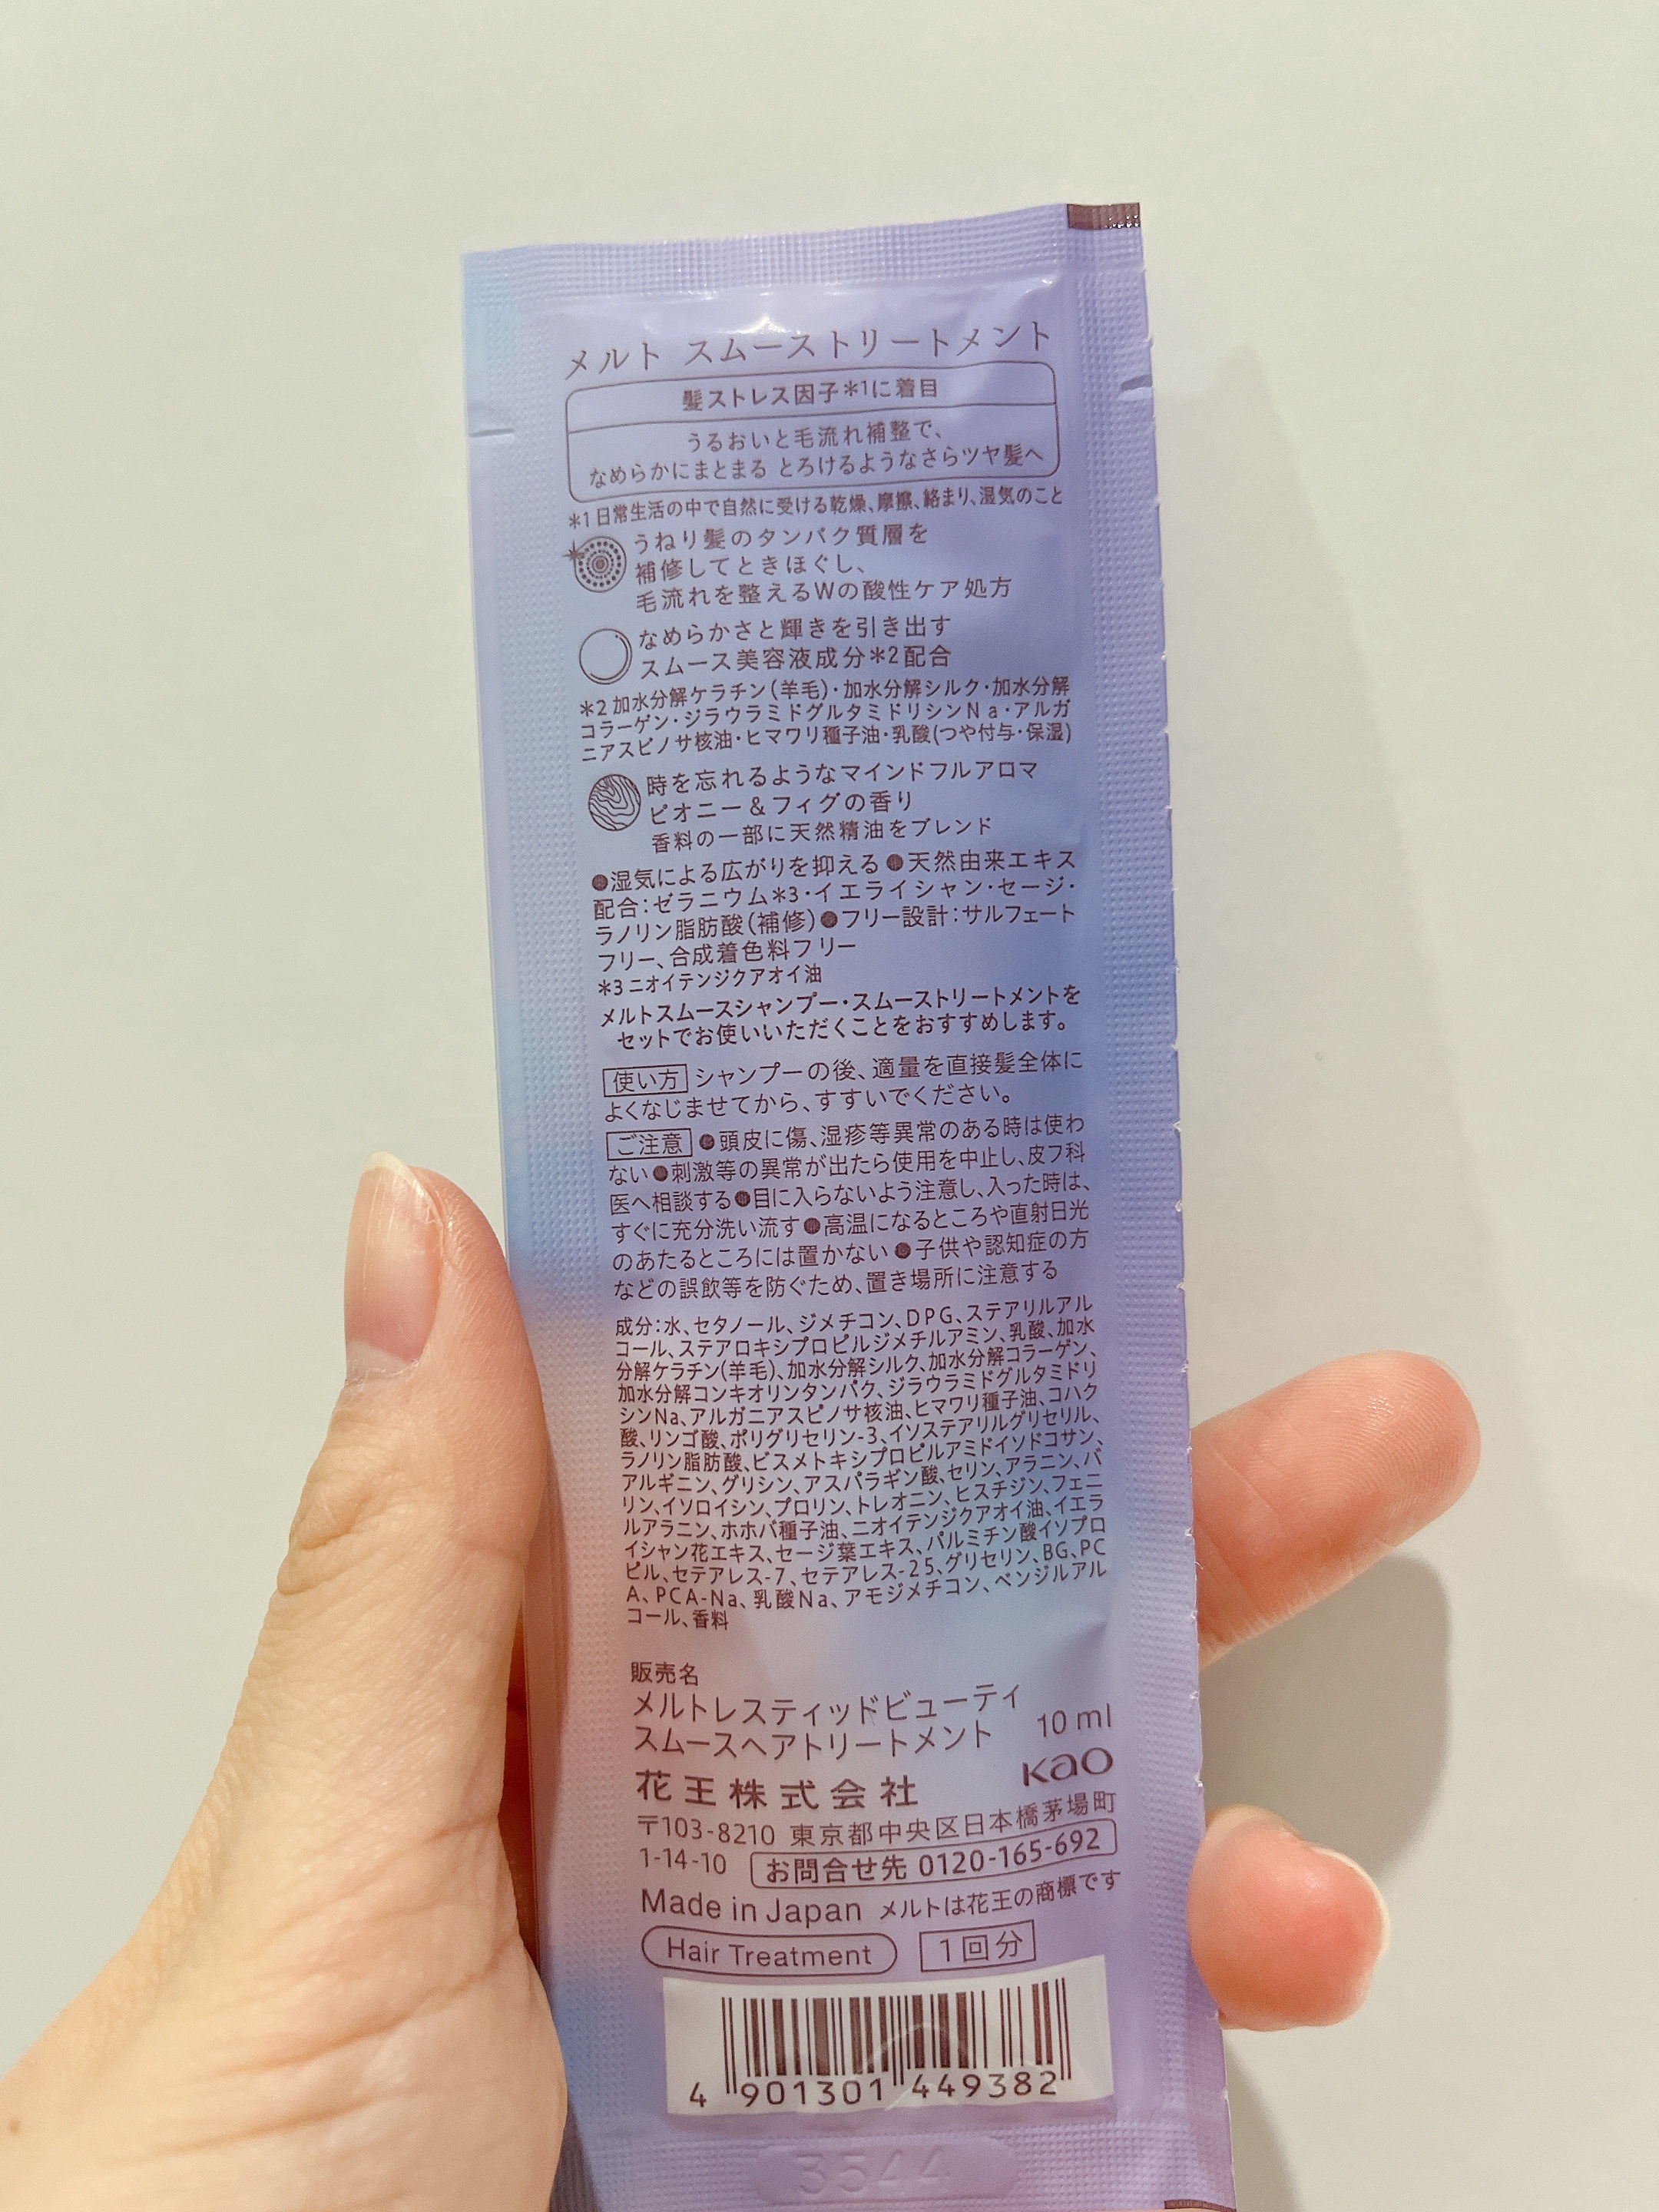 メルト スムーストリートメント
髪ストレス因子*1に着目
うるおいと毛流れ補整で、
なめらかにまとまる とろけるようなさらツヤ髪へ
*1 日常生活の中で自然に受ける乾燥、摩擦、絡まり、湿気のこと
うねり髪のタンパク質層を
補修してときほぐし、
毛流れを整えるWの酸性ケア処方
なめらかさと輝きを引き出す
スムース美容液成分*2配合
*2 加水分解ケラチン(羊毛)・加水分解シルク・加水分解
コラーゲン・ジラウラミドグルタミドリシンNa・アルガ
ニアスピノサ核油・ヒマワリ種子油・乳酸(つや付与・保湿)
時を忘れるようなマインドフルアロマ
ピオニー&フィグの香り
香料の一部に天然精油をブレンド
●湿気による広がりを抑える ●天然由来エキス
配合:ゼラニウム*3・イエライシャン・セージ・
ラノリン脂肪酸(補修)●フリー設計:サルフェート
フリー、合成着色料フリー
*3 ニオイテンジクアオイ油
メルトスムースシャンプー・スムーストリートメントを
セットでお使いいただくことをおすすめします。
使い方 シャンプーの後、適量を直接髪全体に
よくなじませてから、すすいでください。
ご注意 ●頭皮に傷、湿疹等異常のある時は使わ
ない ●刺激等の異常が出たら使用を中止し、皮フ科
医へ相談する ●目に入らないよう注意し、入った時は、
すぐに充分洗い流す ●高温になるところや直射日光
のあたるところには置かない ●子供や認知症の方
などの誤飲等を防ぐため、置き場所に注意する
成分:水、セタノール、ジメチコン、DPG、ステアリルアル
コール、ステアロキシプロピルジメチルアミン、乳酸、加水
分解ケラチン(羊毛)、加水分解シルク、加水分解コラーゲン、
加水分解コンキオリンタンパク、ジラウラミドグルタミドリ
シンNa、アルガニアスピノサ核油、ヒマワリ種子油、コハク
酸、リンゴ酸、ポリグリセリン-3、イソステアリルグリセリル、
ラノリン脂肪酸、ビスメトキシプロピルアミドイソドコサン、
アルギニン、グリシン、アスパラギン酸、セリン、アラニン、バ
リン、イソロイシン、プロリン、トレオニン、ヒスチジン、フェニ
ルアラニン、ホホバ種子油、ニオイテンジクアオイ油、イエラ
イシャン花エキス、セージ葉エキス、パルミチン酸イソプロ
ピル、セテアレス-7、セテアレス-25、グリセリン、BG、PC
A、PCA-Na、乳酸Na、アモジメチコン、ベンジルアル
コール、香料
販売名
メルトレスティッドビューティ
スムースヘアトリートメント 10 ml
花王株式会社 Kao
〒103-8210 東京都中央区日本橋茅場町
1-14-10 お問合せ先 0120-165-692
Made in Japan メルトは花王の商標です
Hair Treatment 1回分
4 901301 449382
3544